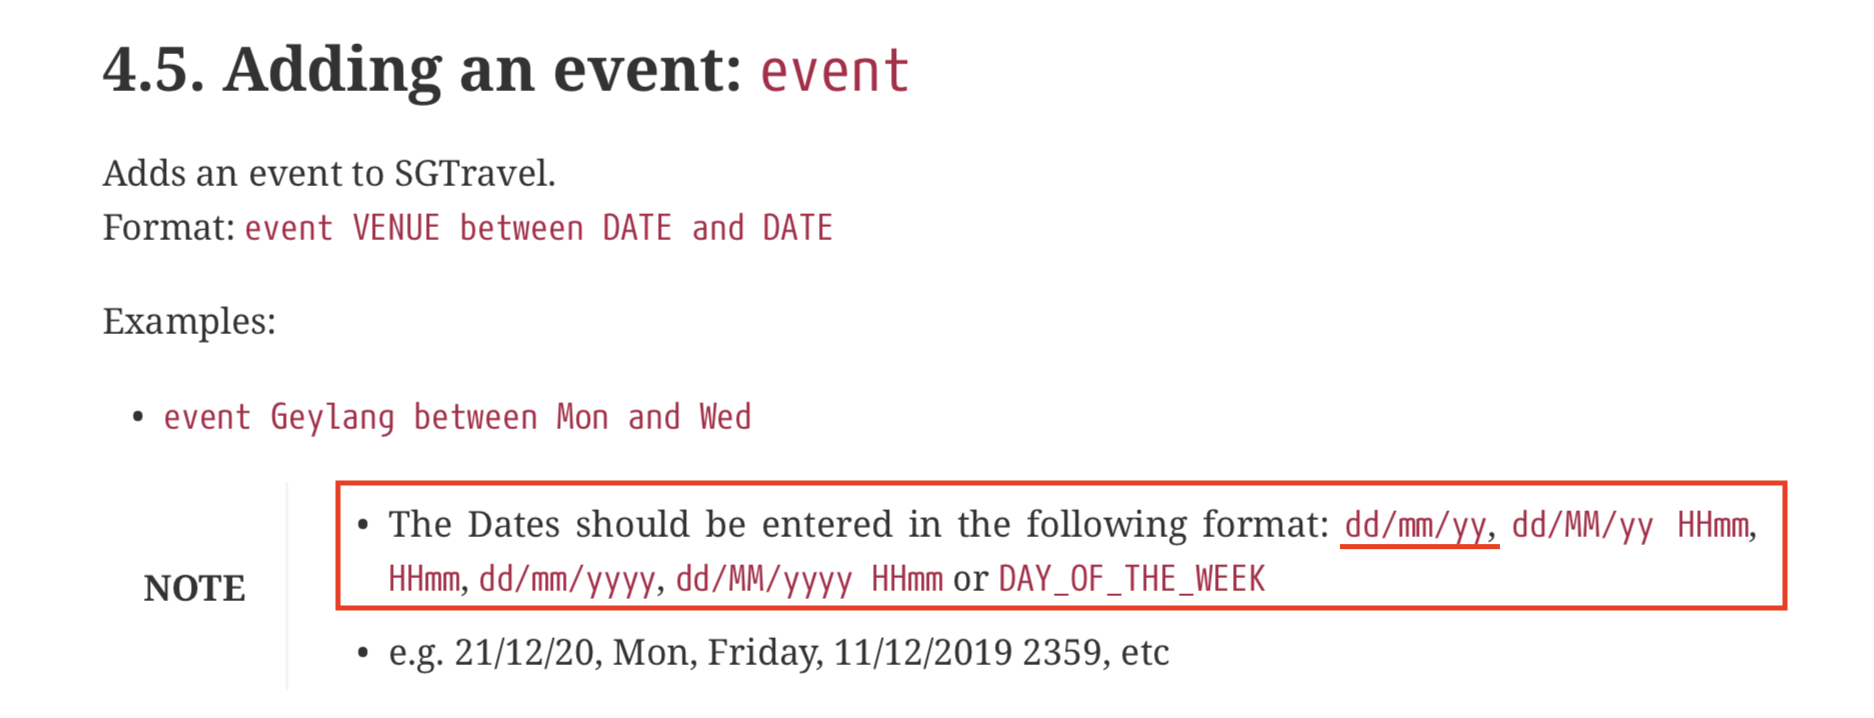 4.5. Adding an event: event
Adds an event to SGTravel.
Format: event VENUE between DATE and DATE
Examples:
• event Geylang between Mon and Wed
NOTE
• The Dates should be entered in the following format: dd/mm/yy, dd/MM/yy HHmm,
HHmm, dd/mm/yyyy, dd/MM/yyyy HHmm or DAY_OF_THE_WEEK
• e.g. 21/12/20, Mon, Friday, 11/12/2019 2359, etc